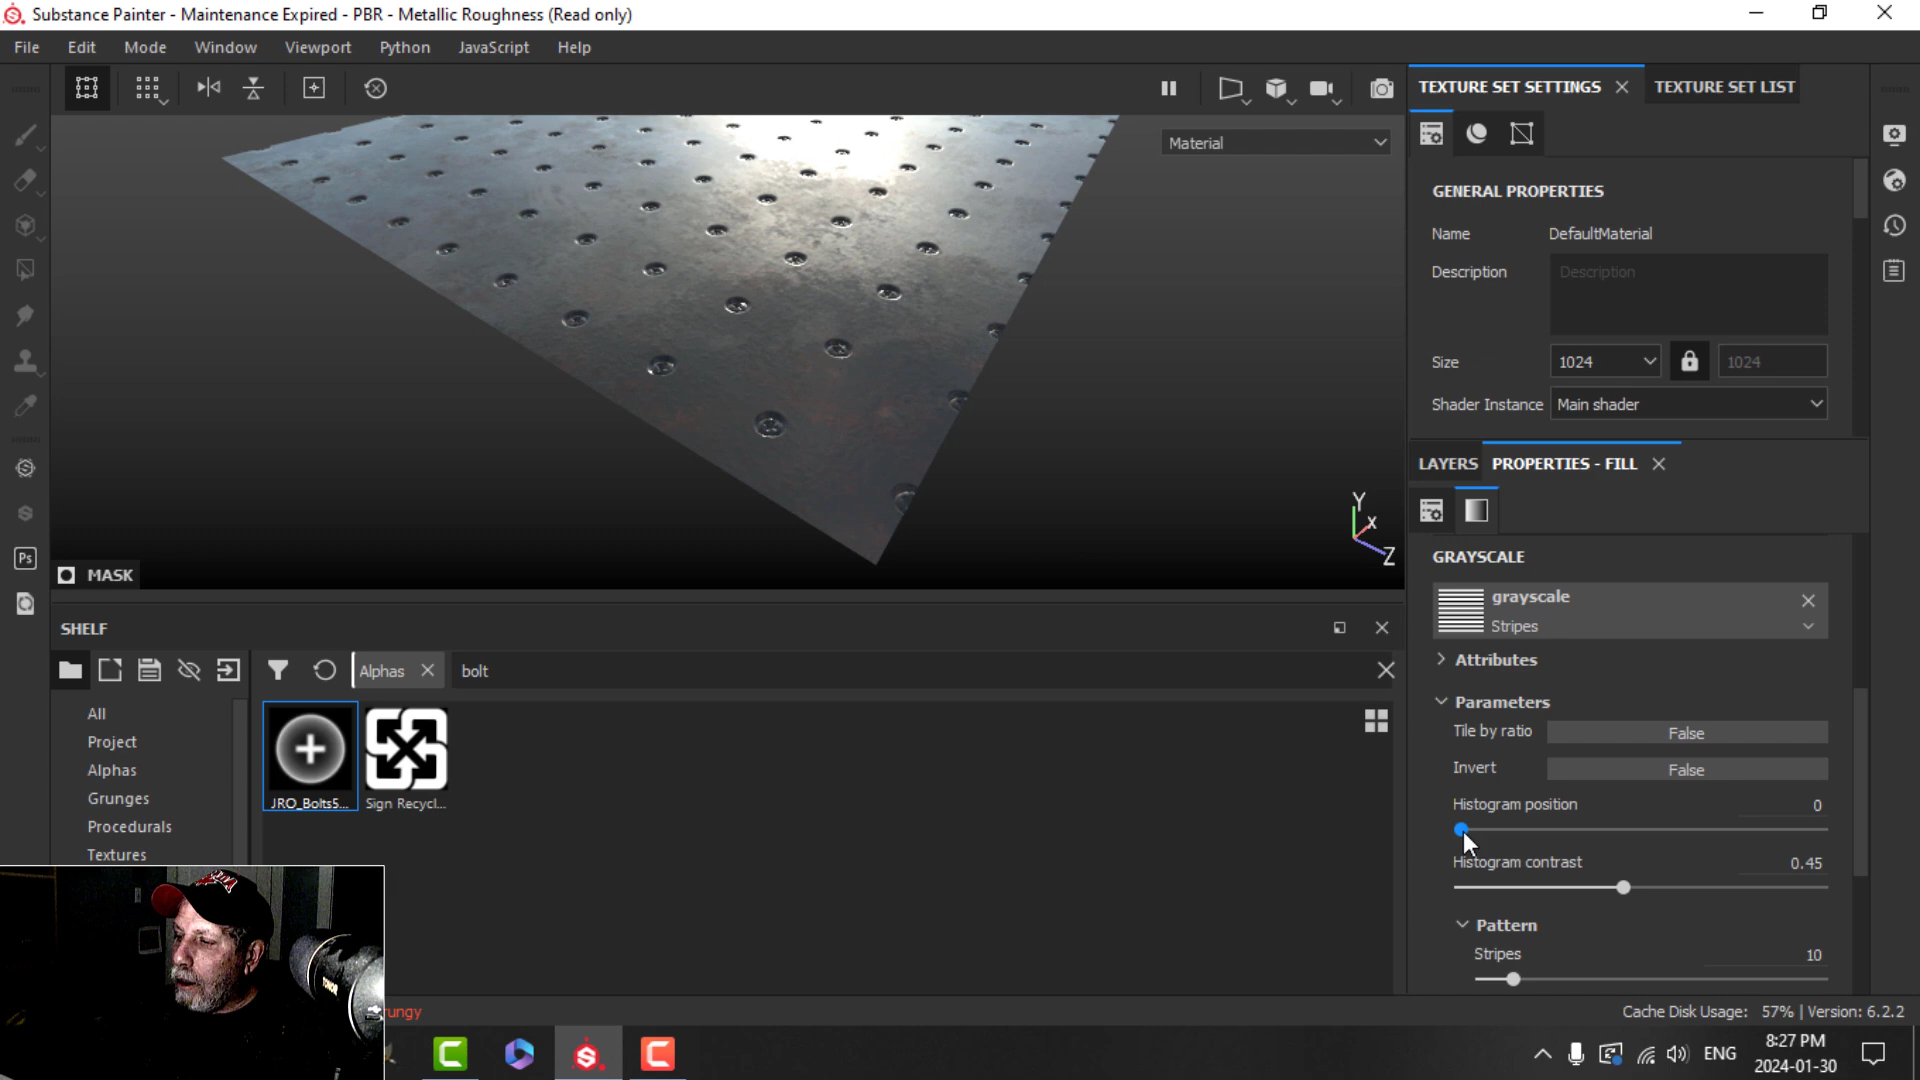 Substance Painter - Maintenance Expired - PBR - Metallic Roughness (Read only)
File Edit Mode Window Viewport Python JavaScript Help
TEXTURE SET SETTINGS TEXTURE SET LIST
Material
GENERAL PROPERTIES
Name DefaultMaterial
Description Description
Size 1024 1024
Shader Instance Main shader
LAYERS PROPERTIES - FILL
Y
X
Z
MASK
GRAYSCALE
grayscale
Stripes
SHELF
Alphas bolt
Attributes
Parameters
Tile by ratio False
Invert False
Histogram position 0
Histogram contrast 0.45
Pattern
Stripes 10
All
Project
Alphas
Grunges
Procedurals
Textures
JRO_Bolts5... Sign Recycl...
Ps
Cache Disk Usage: 57% | Version: 6.2.2
ENG
8:27 PM
2024-01-30